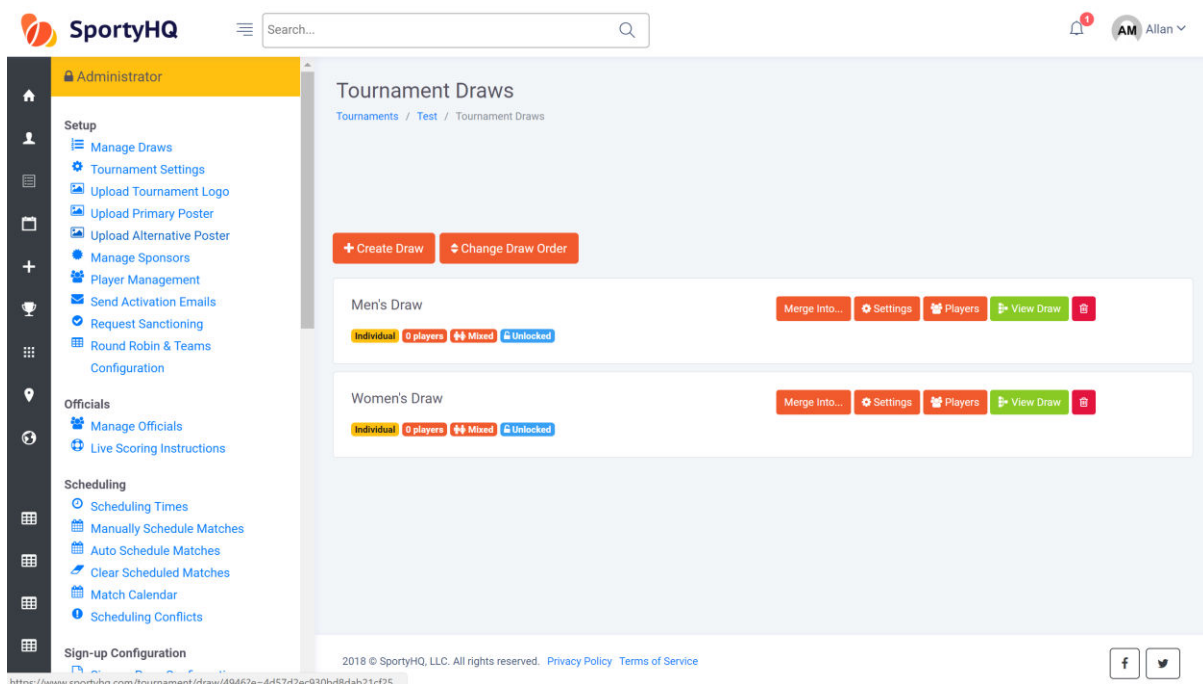 SportyHQ
Search...
1
AM Allan
Administrator
Setup
Manage Draws
Tournament Settings
Upload Tournament Logo
Upload Primary Poster
Upload Alternative Poster
Manage Sponsors
Player Management
Send Activation Emails
Request Sanctioning
Round Robin & Teams
Configuration
Officials
Manage Officials
Live Scoring Instructions
Scheduling
Scheduling Times
Manually Schedule Matches
Auto Schedule Matches
Clear Scheduled Matches
Match Calendar
Scheduling Conflicts
Sign-up Configuration
Tournament Draws
Tournaments / Test / Tournament Draws
Create Draw Change Draw Order
Men's Draw Merge Into... Settings Players View Draw
Individual 0 players Mixed Unlocked
Women's Draw Merge Into... Settings Players View Draw
Individual 0 players Mixed Unlocked
2018 © SportyHQ, LLC. All rights reserved. Privacy Policy Terms of Service